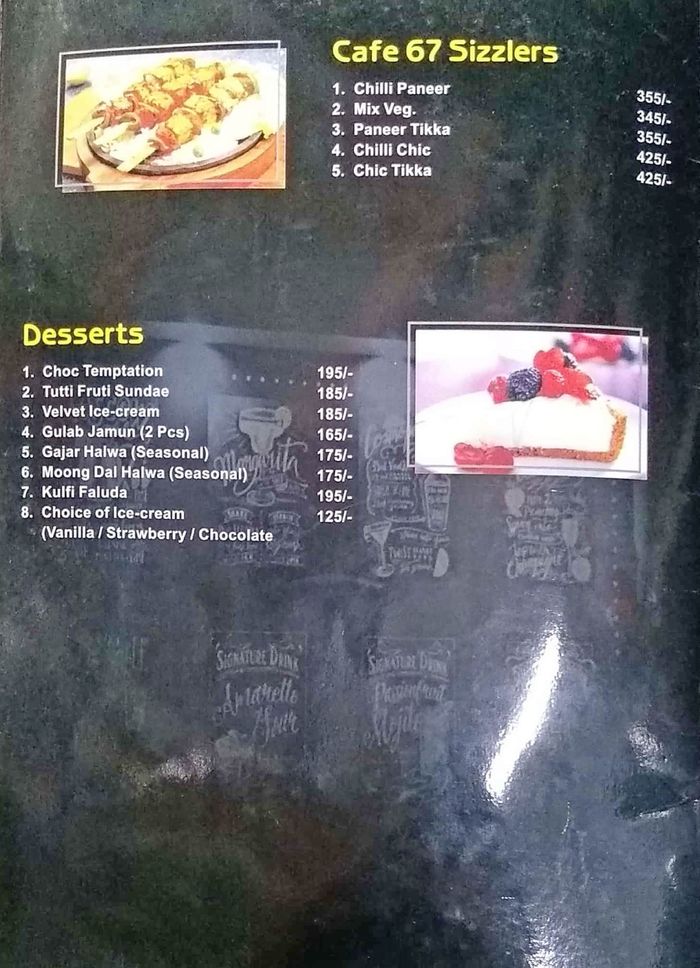 Cafe 67 Sizzlers
1. Chilli Paneer 355/-
2. Mix Veg. 345/-
3. Paneer Tikka 355/-
4. Chilli Chic 425/-
5. Chic Tikka 425/-
Desserts
1. Choc Temptation 195/-
2. Tutti Fruti Sundae 185/-
3. Velvet Ice-cream 185/-
4. Gulab Jamun (2 Pcs) 165/-
5. Gajar Halwa (Seasonal) 175/-
6. Moong Dal Halwa (Seasonal) 175/-
7. Kulfi Faluda 195/-
8. Choice of Ice-cream 125/-
(Vanilla / Strawberry / Chocolate
Margarita
Signature Drink
Amaretto
Sour
Signature Drink
Passionfruit
Mojito